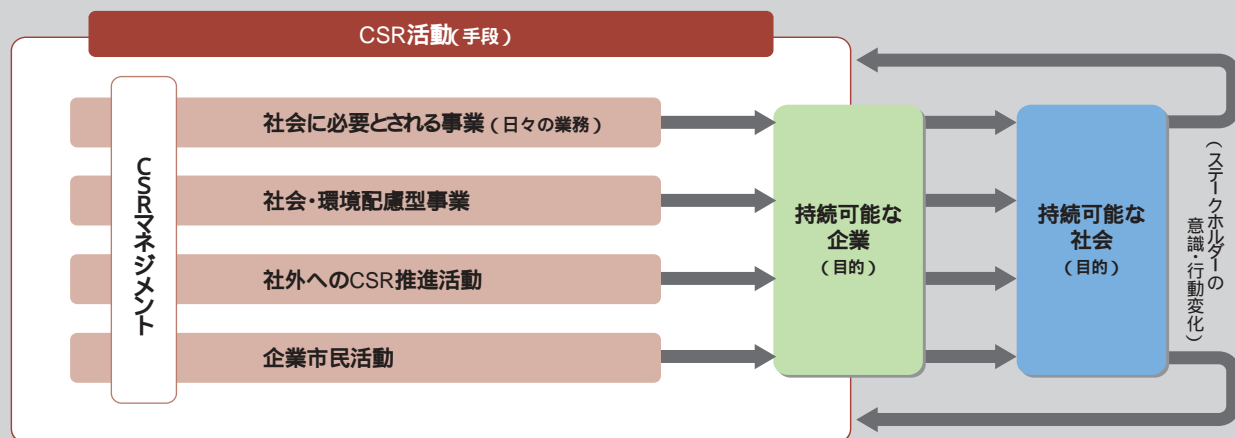 CSR活動（手段）
CSRマネジメント
社会に必要とされる事業（日々の業務）
社会・環境配慮型事業
社外へのCSR推進活動
企業市民活動
持続可能な
企業
（目的）
持続可能な
社会
（目的）
（ステークホルダーの
意識・行動変化）